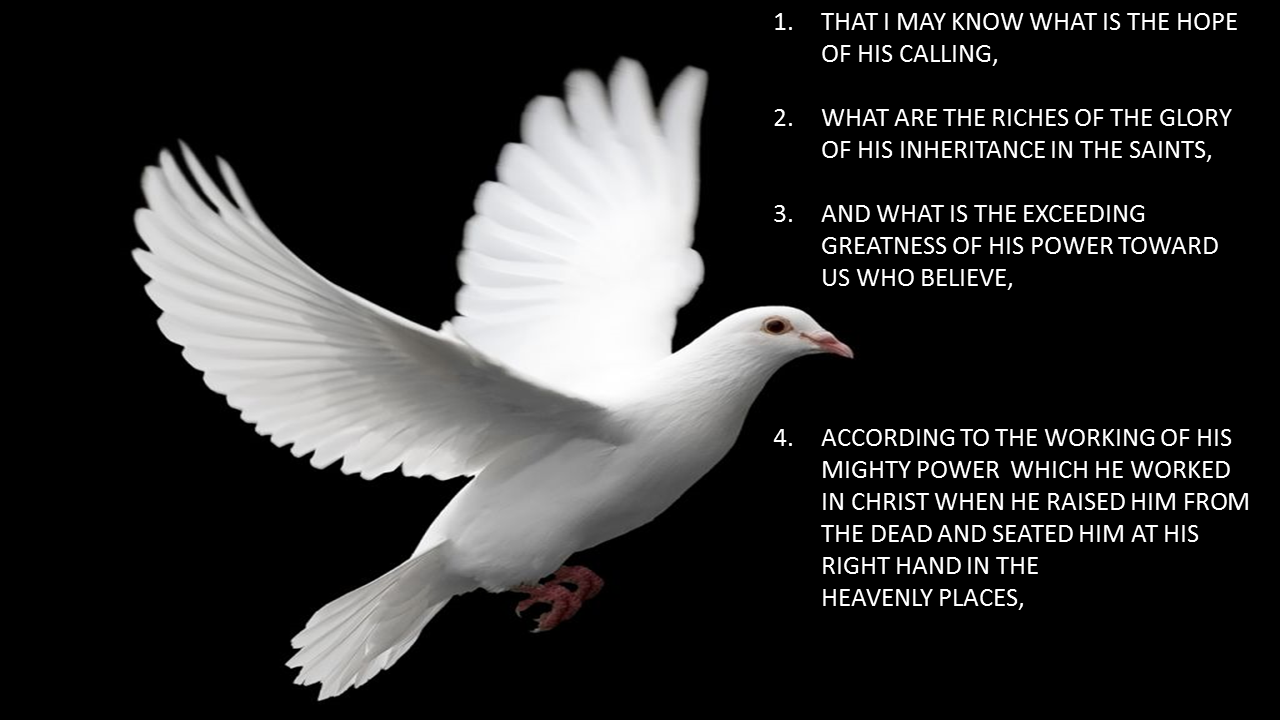 1. THAT I MAY KNOW WHAT IS THE HOPE
OF HIS CALLING,
2. WHAT ARE THE RICHES OF THE GLORY
OF HIS INHERITANCE IN THE SAINTS,
3. AND WHAT IS THE EXCEEDING
GREATNESS OF HIS POWER TOWARD
US WHO BELIEVE,
4. ACCORDING TO THE WORKING OF HIS
MIGHTY POWER  WHICH HE WORKED
IN CHRIST WHEN HE RAISED HIM FROM
THE DEAD AND SEATED HIM AT HIS
RIGHT HAND IN THE
HEAVENLY PLACES,